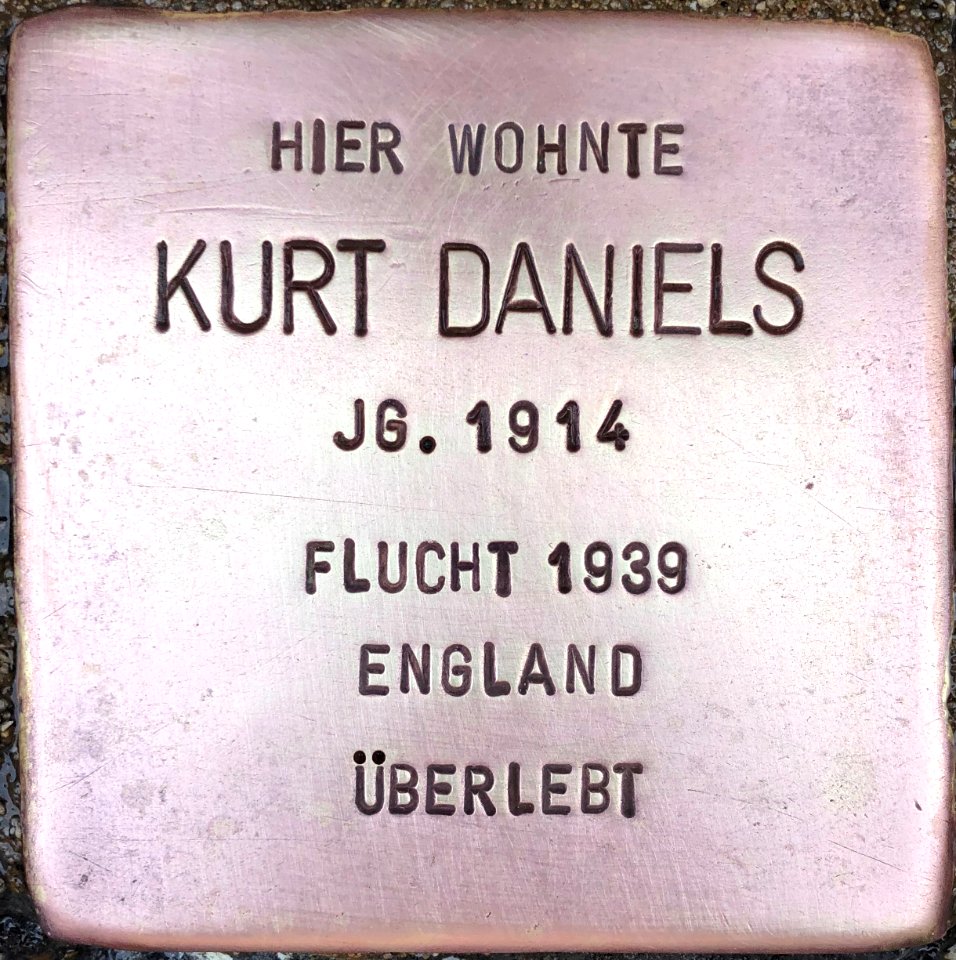 HIER WOHNTE
KURT DANIELS
JG. 1914
FLUCHT 1939
ENGLAND
ÜBERLEBT